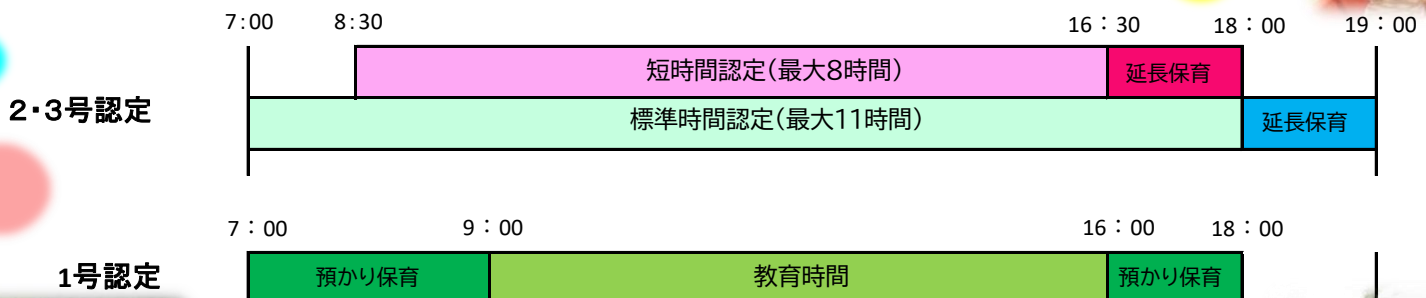 7:00 8:30 16：30 18：00 19：00
短時間認定(最大8時間) 延長保育
2・3号認定
標準時間認定(最大11時間) 延長保育
7：00 9：00 16：00 18：00
1号認定 預かり保育 教育時間 預かり保育